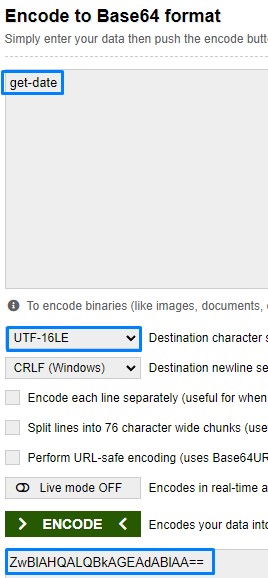 Encode to Base64 format
Simply enter your data then push the encode butt
get-date
To encode binaries (like images, documents,
UTF-16LE Destination character s
CRLF (Windows) Destination newline se
Encode each line separately (useful for when
Split lines into 76 character wide chunks (use
Perform URL-safe encoding (uses Base64UR
Live mode OFF Encodes in real-time a
ENCODE Encodes your data into
ZwBlAHQALQBkAGEAdABlAA==